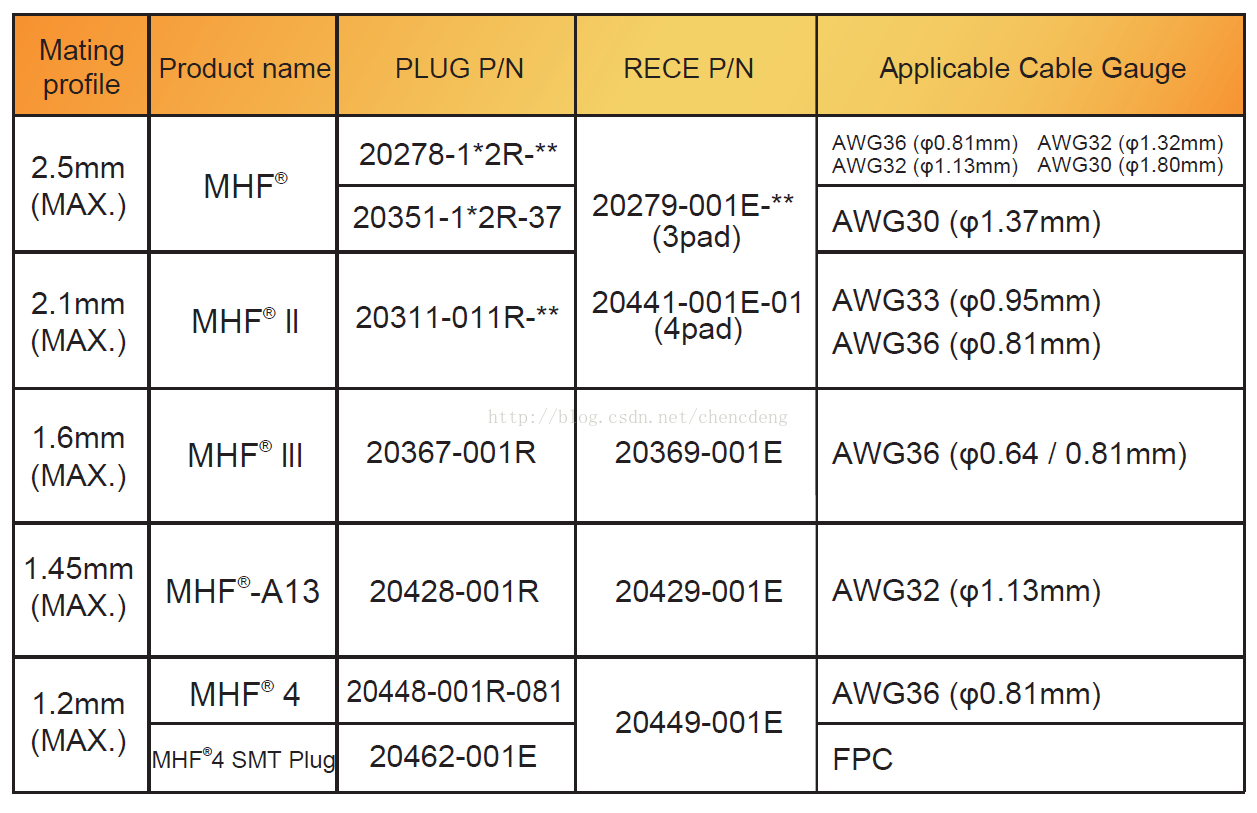 Mating
profile
Product name
PLUG P/N
RECE P/N
Applicable Cable Gauge
2.5mm
(MAX.)
MHF®
20278-1*2R-**
20351-1*2R-37
20279-001E-**
(3pad)
20441-001E-01
(4pad)
AWG36 (φ0.81mm) AWG32 (φ1.32mm)
AWG32 (φ1.13mm) AWG30 (φ1.80mm)
AWG30 (φ1.37mm)
2.1mm
(MAX.)
MHF® II
20311-011R-**
AWG33 (φ0.95mm)
AWG36 (φ0.81mm)
http://blog.csdn.net/chencdeng
1.6mm
(MAX.)
MHF® III
20367-001R
20369-001E
AWG36 (φ0.64 / 0.81mm)
1.45mm
(MAX.)
MHF®-A13
20428-001R
20429-001E
AWG32 (φ1.13mm)
1.2mm
(MAX.)
MHF® 4
20448-001R-081
20449-001E
AWG36 (φ0.81mm)
MHF®4 SMT Plug
20462-001E
FPC